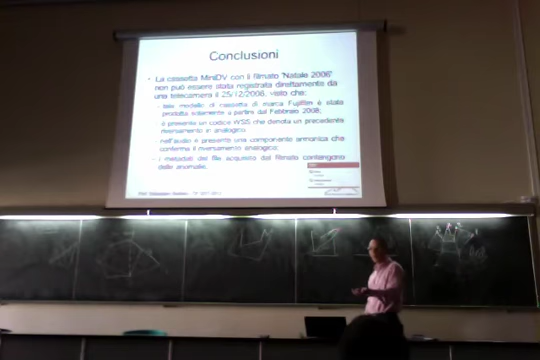 Conclusioni
• La cassetta MiniDV con il filmato "Natale 2006"
non può essere stata registrata direttamente da
una telecamera il 25/12/2006, visto che:
- tale modello di cassetta di marca Fujifilm è stata
prodotta solamente a partire dal Febbraio 2008;
- è presente un codice VISS che denota un precedente
riversamento in analogico
- nell'audio è presente una componente armonica che
conferma il riversamento analogico;
- i metadati del file acquisito dal filmato contengono
delle anomalie.